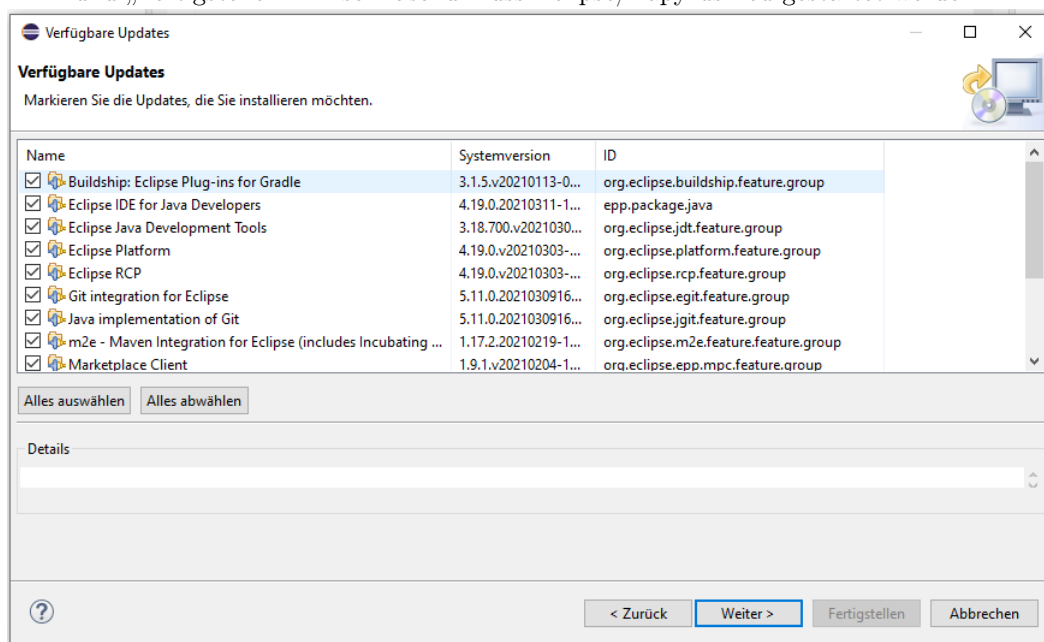 Verfügbare Updates
Verfügbare Updates
Markieren Sie die Updates, die Sie installieren möchten.
Name Systemversion ID
Buildship: Eclipse Plug-ins for Gradle 3.1.5.v20210113-0... org.eclipse.buildship.feature.group
Eclipse IDE for Java Developers 4.19.0.20210311-1... epp.package.java
Eclipse Java Development Tools 3.18.700.v2021030... org.eclipse.jdt.feature.group
Eclipse Platform 4.19.0.v20210303-... org.eclipse.platform.feature.group
Eclipse RCP 4.19.0.v20210303-... org.eclipse.rcp.feature.group
Git integration for Eclipse 5.11.0.2021030916... org.eclipse.egit.feature.group
Java implementation of Git 5.11.0.2021030916... org.eclipse.jgit.feature.group
m2e - Maven Integration for Eclipse (includes Incubating ... 1.17.2.20210219-1... org.eclipse.m2e.feature.feature.group
Marketplace Client 1.9.1.v20210204-1... org.eclipse.epp.mpc.feature.group
Alles auswählen Alles abwählen
Details
? < Zurück Weiter > Fertigstellen Abbrechen